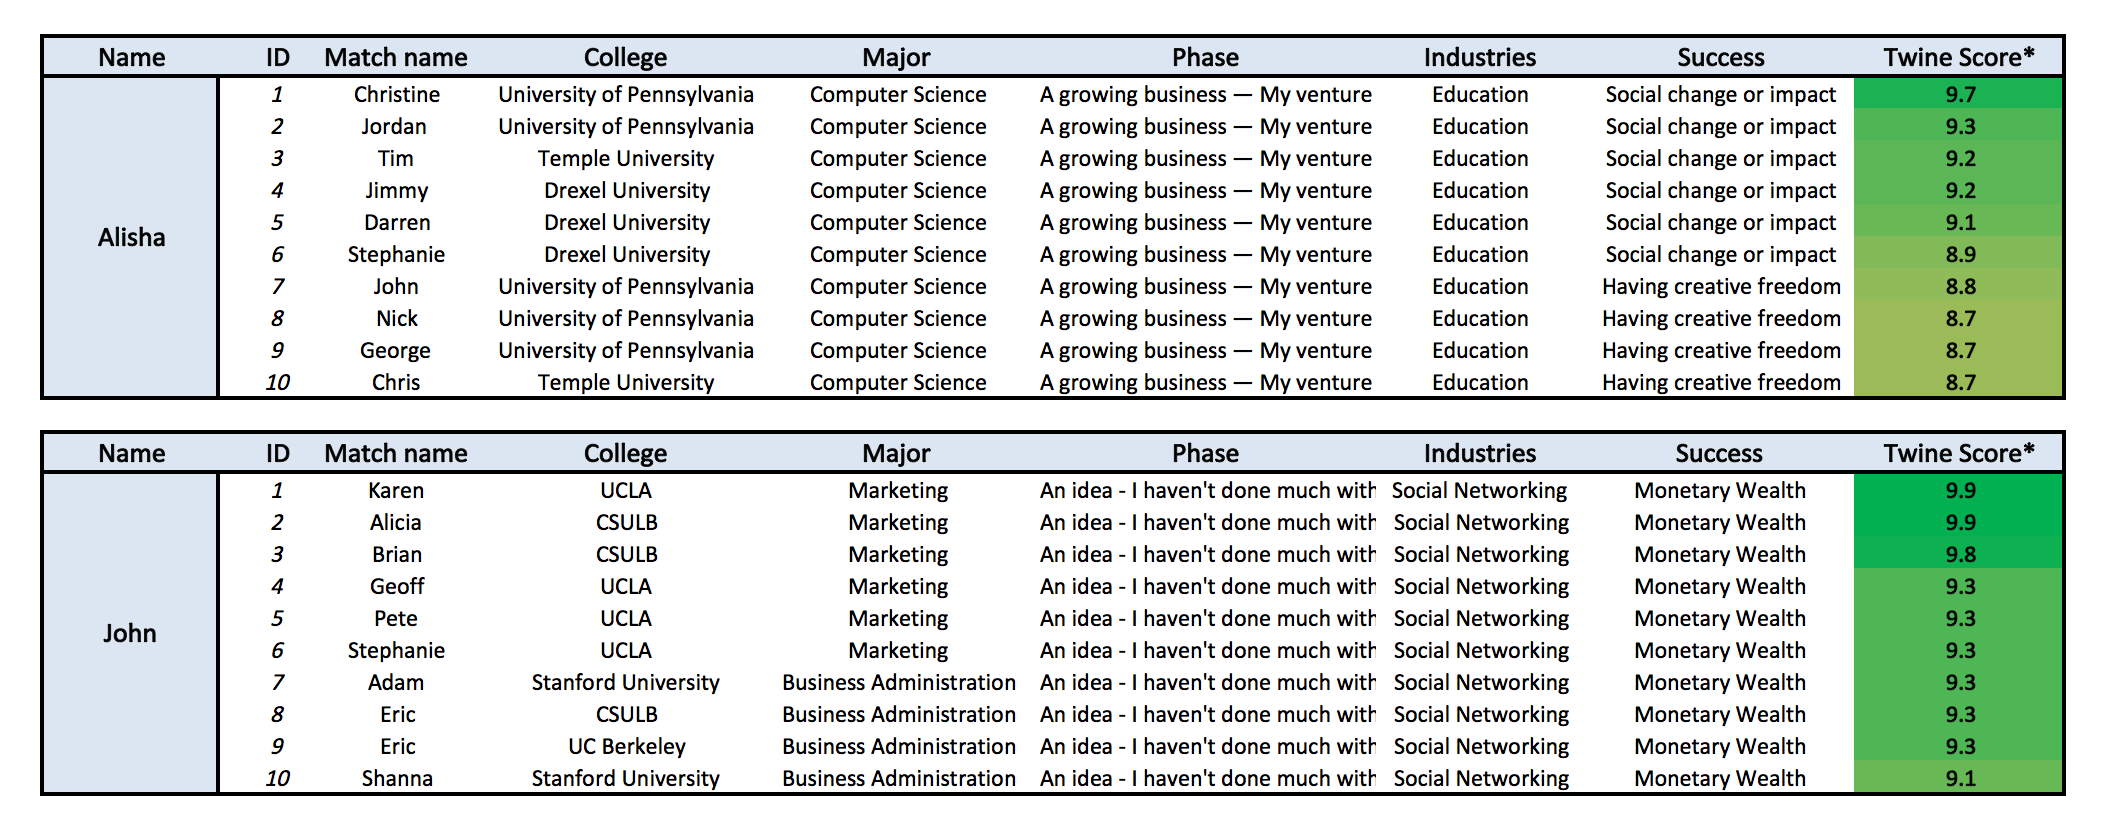 Name ID Match name College Major Phase Industries Success Twine Score*
1 Christine University of Pennsylvania Computer Science A growing business — My venture Education Social change or impact 9.7
2 Jordan University of Pennsylvania Computer Science A growing business — My venture Education Social change or impact 9.3
3 Tim Temple University Computer Science A growing business — My venture Education Social change or impact 9.2
4 Jimmy Drexel University Computer Science A growing business — My venture Education Social change or impact 9.2
5 Darren Drexel University Computer Science A growing business — My venture Education Social change or impact 9.1
Alisha
6 Stephanie Drexel University Computer Science A growing business — My venture Education Social change or impact 8.9
7 John University of Pennsylvania Computer Science A growing business — My venture Education Having creative freedom 8.8
8 Nick University of Pennsylvania Computer Science A growing business — My venture Education Having creative freedom 8.7
9 George University of Pennsylvania Computer Science A growing business — My venture Education Having creative freedom 8.7
10 Chris Temple University Computer Science A growing business — My venture Education Having creative freedom 8.7
Name ID Match name College Major Phase Industries Success Twine Score*
1 Karen UCLA Marketing An idea - I haven't done much with Social Networking Monetary Wealth 9.9
2 Alicia CSULB Marketing An idea - I haven't done much with Social Networking Monetary Wealth 9.9
3 Brian CSULB Marketing An idea - I haven't done much with Social Networking Monetary Wealth 9.8
4 Geoff UCLA Marketing An idea - I haven't done much with Social Networking Monetary Wealth 9.3
5 Pete UCLA Marketing An idea - I haven't done much with Social Networking Monetary Wealth 9.3
John
6 Stephanie UCLA Marketing An idea - I haven't done much with Social Networking Monetary Wealth 9.3
7 Adam Stanford University Business Administration An idea - I haven't done much with Social Networking Monetary Wealth 9.3
8 Eric CSULB Business Administration An idea - I haven't done much with Social Networking Monetary Wealth 9.3
9 Eric UC Berkeley Business Administration An idea - I haven't done much with Social Networking Monetary Wealth 9.3
10 Shanna Stanford University Business Administration An idea - I haven't done much with Social Networking Monetary Wealth 9.1